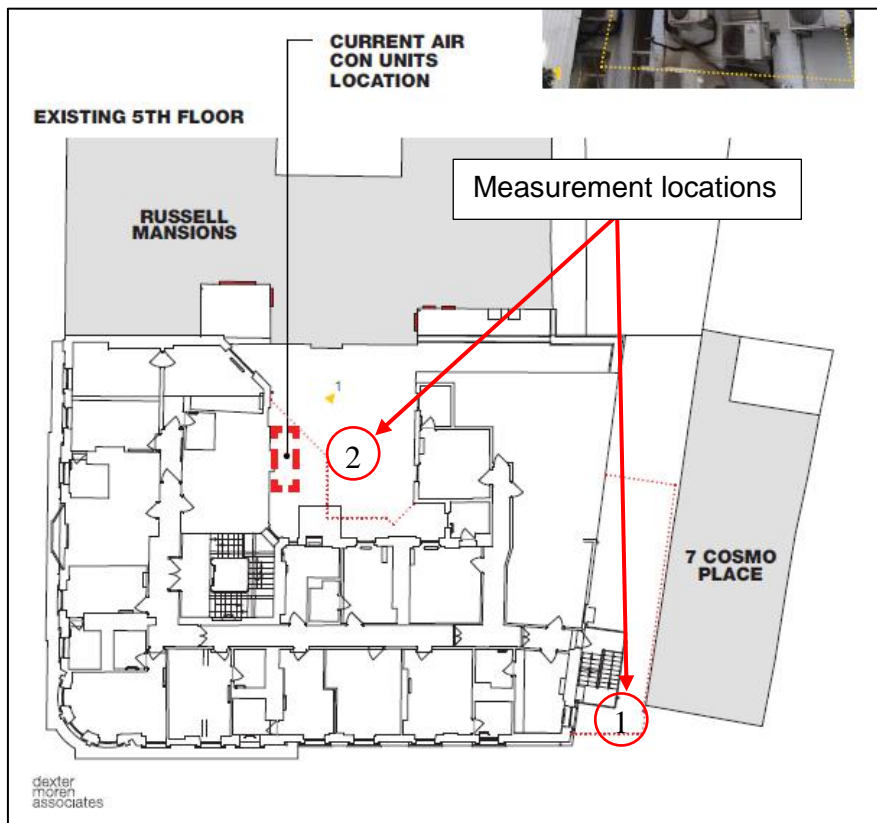 CURRENT AIR
CON UNITS
LOCATION
EXISTING 5TH FLOOR
Measurement locations
RUSSELL
MANSIONS
1
2
7 COSMO
PLACE
1
dexter
moren
associates